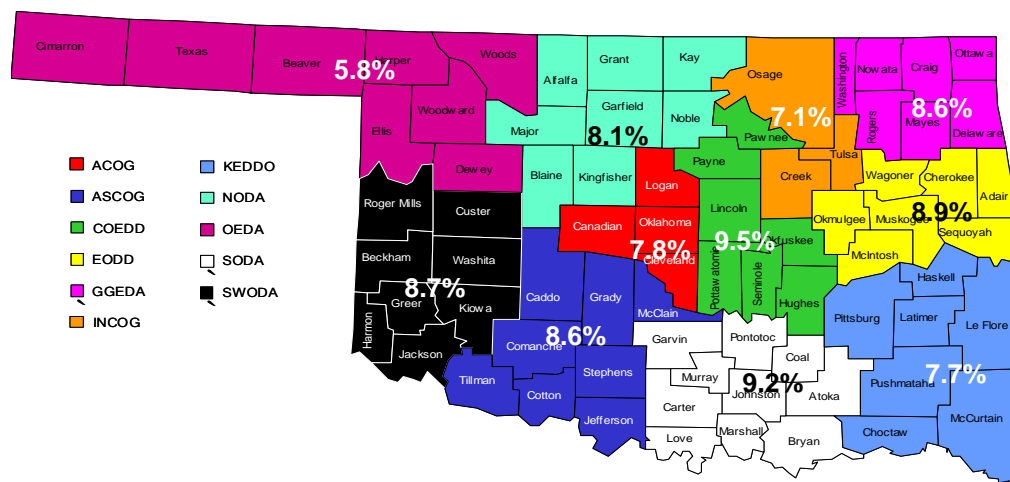 Cimarron
Texas
Beaver
Harper
Woods
5.8%
Woodward
Ellis
Dewey
Alfalfa
Grant
Kay
Garfield
Major
Noble
8.1%
Blaine
Kingfisher
Osage
7.1%
Pawnee
Tulsa
Creek
Washington
Nowata
Craig
Ottawa
Rogers
Mayes
8.6%
Delaware
Payne
Lincoln
9.5%
Okfuskee
Pottawatomie
Seminole
Hughes
Logan
Canadian
Oklahoma
7.8%
Cleveland
Wagoner
Cherokee
Adair
Okmulgee
Muskogee
8.9%
Sequoyah
McIntosh
Roger Mills
Custer
Beckham
Washita
8.7%
Greer
Kiowa
Harmon
Jackson
Caddo
Grady
McClain
Comanche
8.6%
Stephens
Tillman
Cotton
Jefferson
Garvin
Pontotoc
Coal
Murray
Johnston
9.2%
Atoka
Carter
Love
Marshall
Bryan
Haskell
Pittsburg
Latimer
Le Flore
Pushmataha
7.7%
Choctaw
McCurtain
ACOG
ASCOG
COEDD
EODD
GGEDA
INCOG
KEDDO
NODA
OEDA
SODA
SWODA